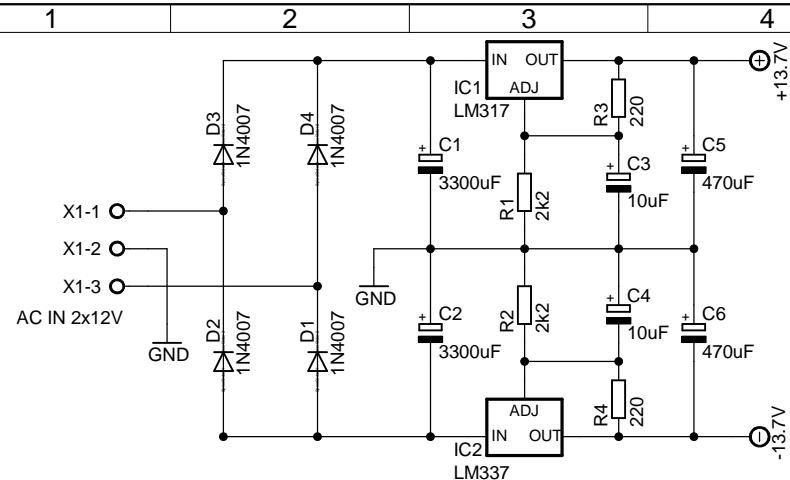 1 2 3 4
IN OUT
ADJ
IC1
LM317
+13.7V
D3
1N4007
D4
1N4007
+
C1
3300uF
R3
220
R1
2k2
+
C3
10uF
+
C5
470uF
X1-1
X1-2
X1-3
AC IN 2x12V
GND
GND
D2
1N4007
D1
1N4007
+
C2
3300uF
R2
2k2
+
C4
10uF
+
C6
470uF
R4
220
ADJ
IN OUT
IC2
LM337
-13.7V